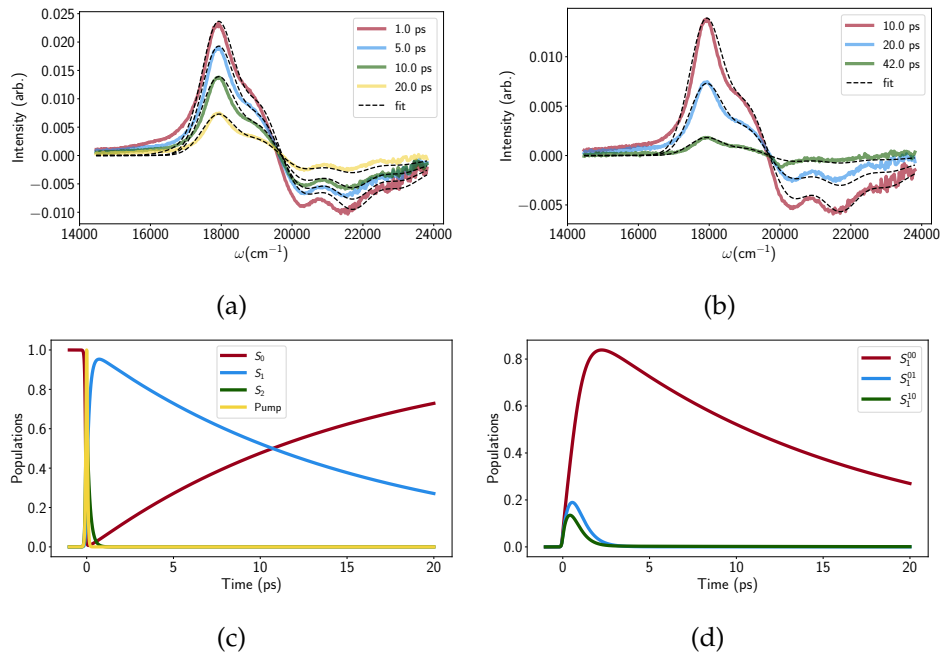 0.025
0.020
0.015
0.010
0.005
0.000
−0.005
−0.010
Intensity (arb.)
1.0 ps
5.0 ps
10.0 ps
20.0 ps
fit
14000 16000 18000 20000 22000 24000
ω(cm⁻¹)
(a)
0.010
0.005
0.000
−0.005
Intensity (arb.)
10.0 ps
20.0 ps
42.0 ps
fit
14000 16000 18000 20000 22000 24000
ω(cm⁻¹)
(b)
1.0
0.8
0.6
0.4
0.2
0.0
Populations
S₀
S₁
S₂
Pump
0 5 10 15 20
Time (ps)
(c)
0.8
0.6
0.4
0.2
0.0
Populations
S₁⁰⁰
S₁⁰¹
S₁¹⁰
0 5 10 15 20
Time (ps)
(d)